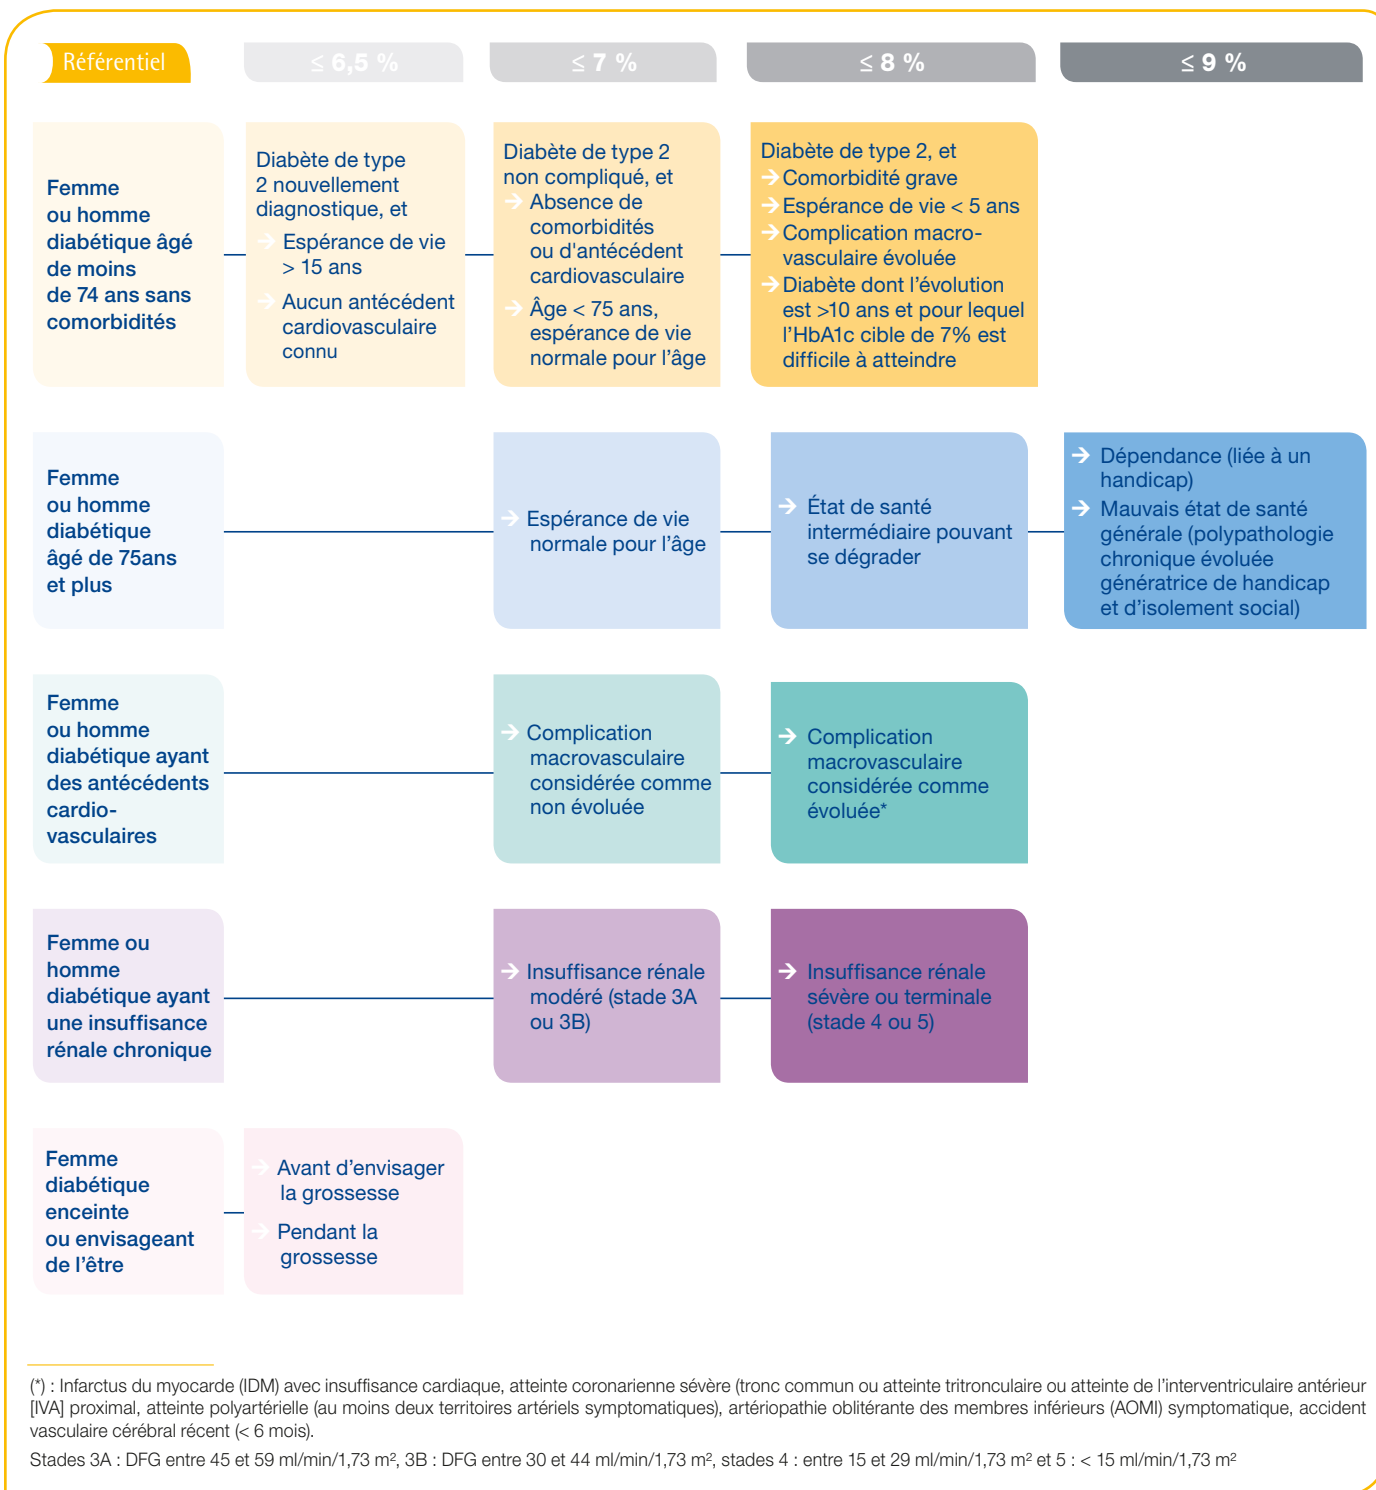 Référentiel
≤ 6,5 %
≤ 7 %
≤ 8 %
≤ 9 %
Femme
ou homme
diabétique âgé
de moins
de 74 ans sans
comorbidités
Diabète de type
2 nouvellement
diagnostique, et
→ Espérance de vie
> 15 ans
→ Aucun antécédent
cardiovasculaire
connu
Diabète de type 2
non compliqué, et
→ Absence de
comorbidités
ou d'antécédent
cardiovasculaire
→ Âge < 75 ans,
espérance de vie
normale pour l’âge
Diabète de type 2, et
→ Comorbidité grave
→ Espérance de vie < 5 ans
→ Complication macro-
vasculaire évoluée
→ Diabète dont l’évolution
est >10 ans et pour lequel
l’HbA1c cible de 7% est
difficile à atteindre
Femme
ou homme
diabétique
âgé de 75ans
et plus
→ Espérance de vie
normale pour l’âge
→ État de santé
intermédiaire pouvant
se dégrader
→ Dépendance (liée à un
handicap)
→ Mauvais état de santé
générale (polypathologie
chronique évoluée
génératrice de handicap
et d’isolement social)
Femme
ou homme
diabétique ayant
des antécédents
cardio-
vasculaires
→ Complication
macrovasculaire
considérée comme
non évoluée
→ Complication
macrovasculaire
considérée comme
évoluée*
Femme ou
homme
diabétique ayant
une insuffisance
rénale chronique
→ Insuffisance rénale
modéré (stade 3A
ou 3B)
→ Insuffisance rénale
sévère ou terminale
(stade 4 ou 5)
Femme
diabétique
enceinte
ou envisageant
de l’être
→ Avant d’envisager
la grossesse
→ Pendant la
grossesse
(*) : Infarctus du myocarde (IDM) avec insuffisance cardiaque, atteinte coronarienne sévère (tronc commun ou atteinte tritronculaire ou atteinte de l’interventriculaire antérieur
[IVA] proximal, atteinte polyartérielle (au moins deux territoires artériels symptomatiques), artériopathie oblitérante des membres inférieurs (AOMI) symptomatique, accident
vasculaire cérébral récent (< 6 mois).
Stades 3A : DFG entre 45 et 59 ml/min/1,73 m², 3B : DFG entre 30 et 44 ml/min/1,73 m², stades 4 : entre 15 et 29 ml/min/1,73 m² et 5 : < 15 ml/min/1,73 m²